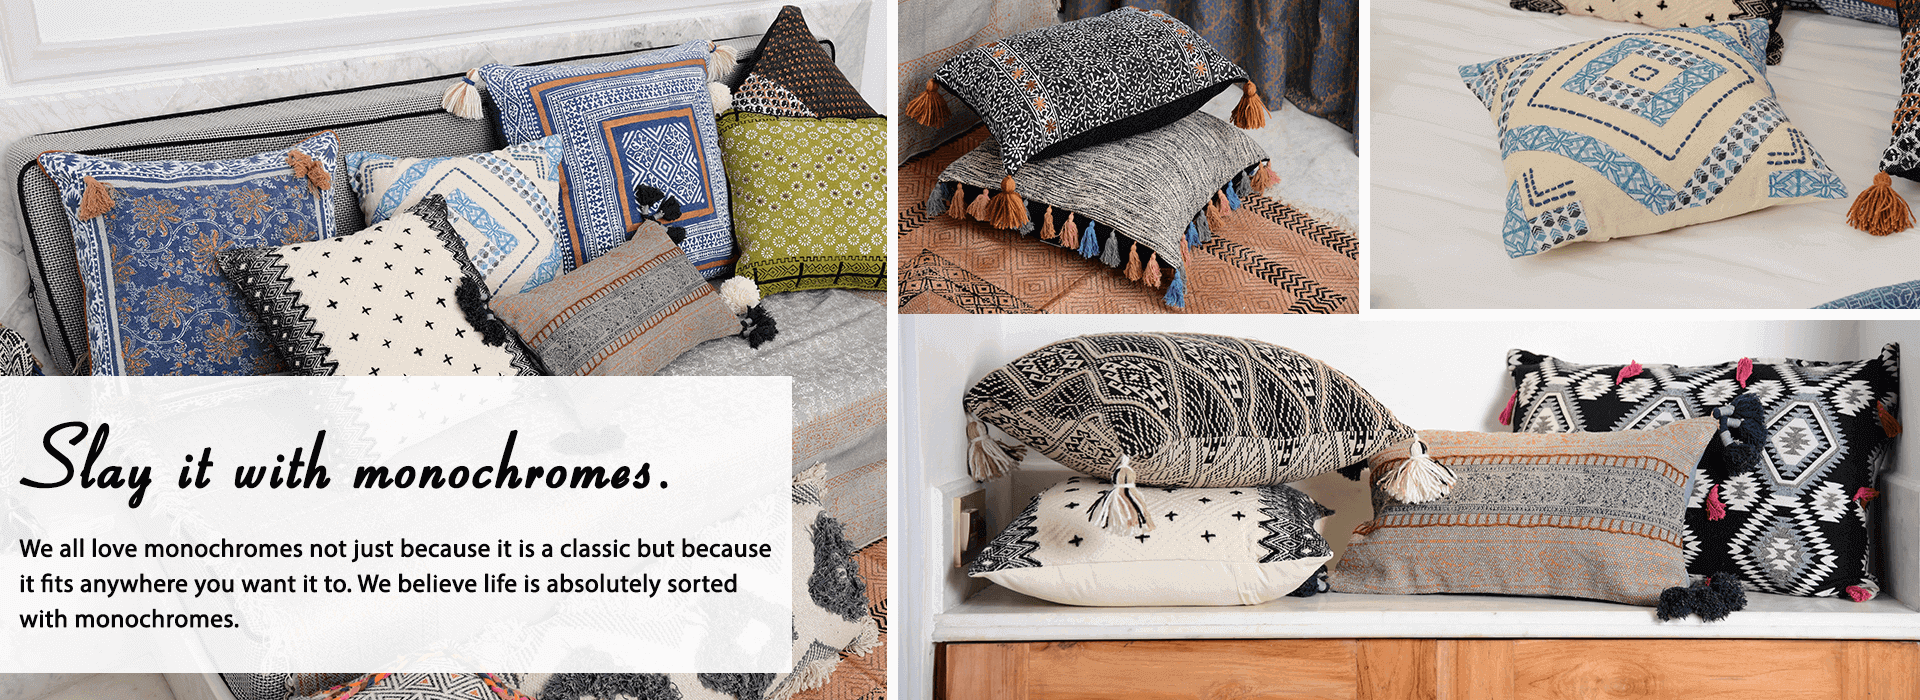 Slay it with monochromes.
We all love monochromes not just because it is a classic but because
it fits anywhere you want it to. We believe life is absolutely sorted
with monochromes.